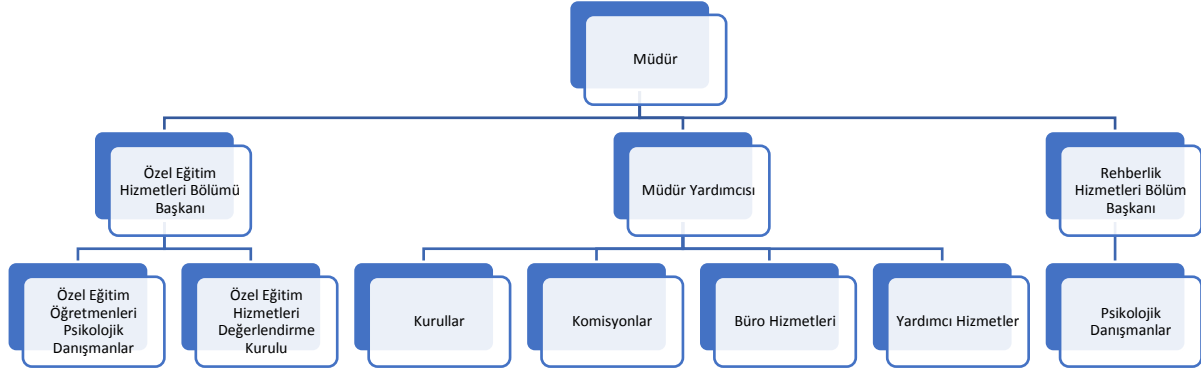 Müdür
Özel Eğitim
Hizmetleri Bölümü
Başkanı
Müdür Yardımcısı
Rehberlik
Hizmetleri Bölüm
Başkanı
Özel Eğitim
Öğretmenleri
Psikolojik
Danışmanlar
Özel Eğitim
Hizmetleri
Değerlendirme
Kurulu
Kurullar
Komisyonlar
Büro Hizmetleri
Yardımcı Hizmetler
Psikolojik
Danışmanlar